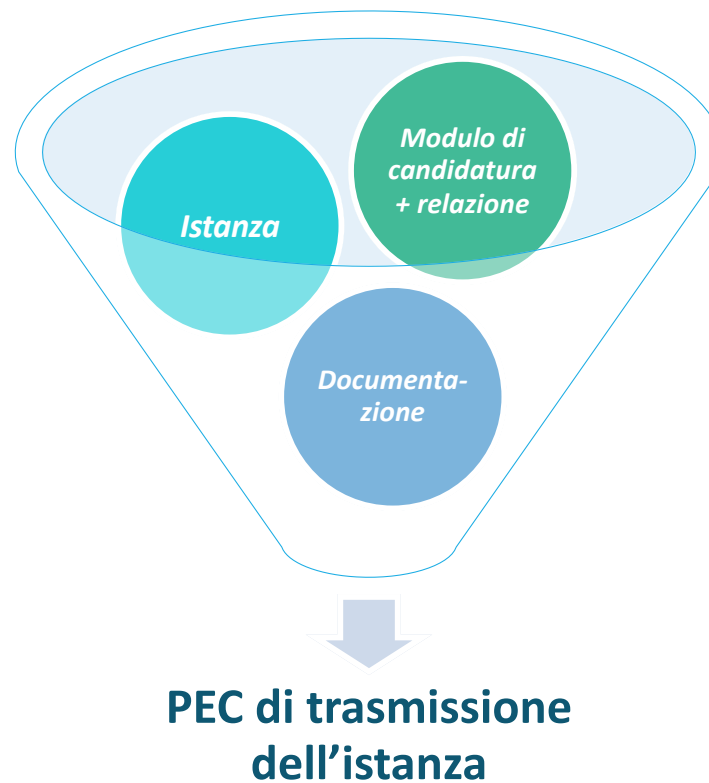 Modulo di
candidatura
+ relazione
Istanza
Documenta-
zione
PEC di trasmissione
dell’istanza